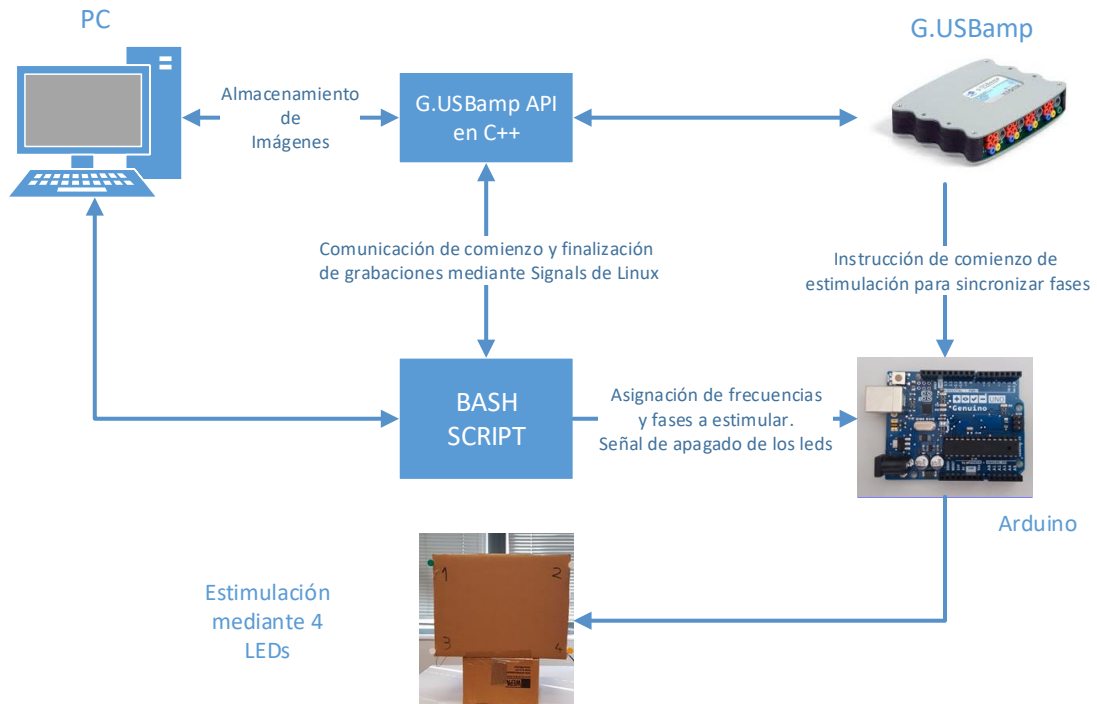 PC
G.USBamp
Almacenamiento
de
Imágenes
G.USBamp API
en C++
Comunicación de comienzo y finalización
de grabaciones mediante Signals de Linux
Instrucción de comienzo de
estimulación para sincronizar fases
BASH
SCRIPT
Asignación de frecuencias
y fases a estimular.
Señal de apagado de los leds
UNO
Genuino
Arduino
Estimulación
mediante 4
LEDs
1
2
3
4